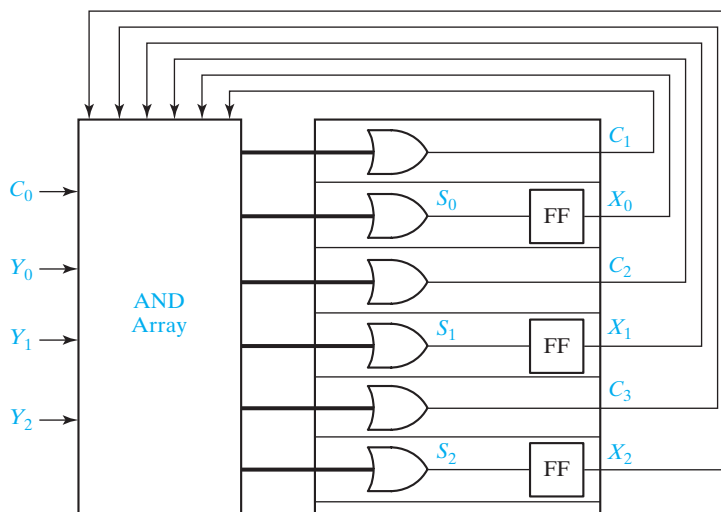 C₁
C₀
S₀
FF
X₀
Y₀
C₂
AND
Array
Y₁
S₁
FF
X₁
C₃
Y₂
S₂
FF
X₂